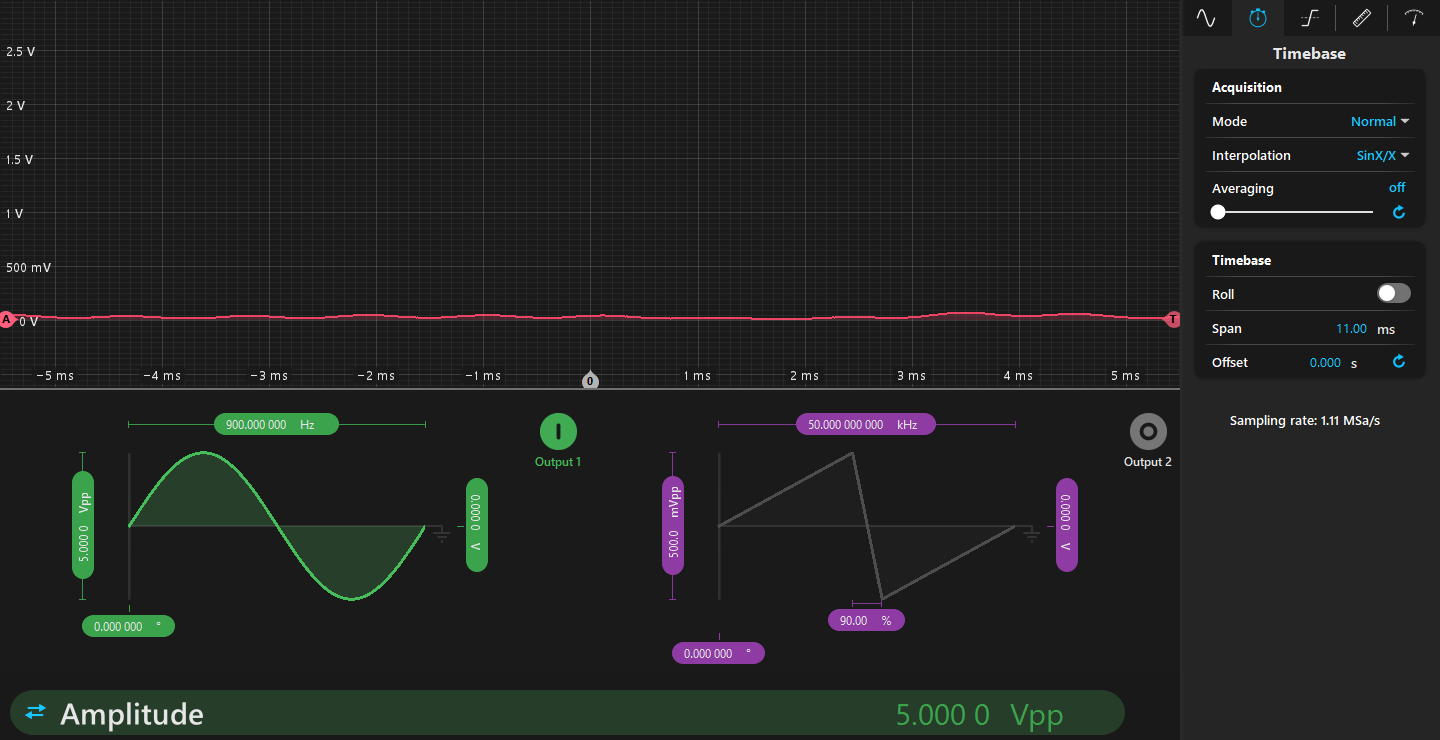 Timebase
Acquisition
Mode Normal
Interpolation SinX/X
Averaging off
Timebase
Roll
Span 11.00 ms
Offset 0.000 s
Sampling rate: 1.11 MSa/s
2.5 V
2 V
1.5 V
1 V
500 mV
A 0 V T
−5 ms −4 ms −3 ms −2 ms −1 ms 0 1 ms 2 ms 3 ms 4 ms 5 ms
900.000 000 Hz
Output 1
5.000 0 Vpp
0.000 0 V
0.000 000 °
50.000 000 000 kHz
Output 2
500.0 mVpp
0.000 0 V
90.00 %
0.000 000 °
Amplitude 5.000 0 Vpp